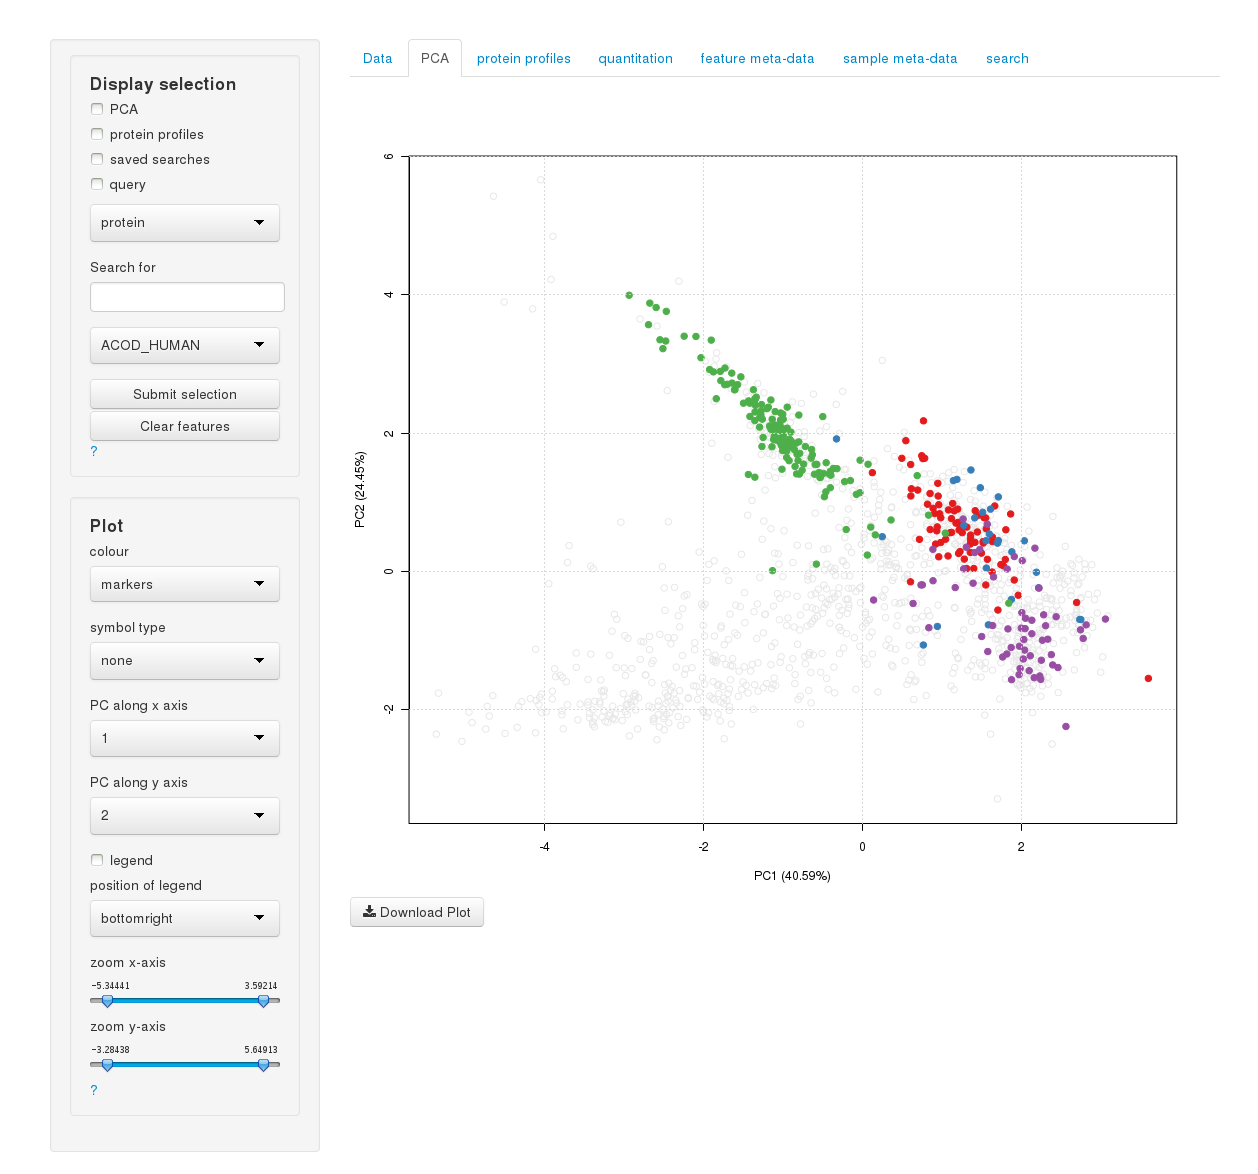 Display selection
PCA
protein profiles
saved searches
query
protein
Search for
ACOD_HUMAN
Submit selection
Clear features
?
Plot
colour
markers
symbol type
none
PC along x axis
1
PC along y axis
2
legend
position of legend
bottomright
zoom x-axis
-5.34441 3.59214
zoom y-axis
-3.28438 5.64913
?
Data PCA protein profiles quantitation feature meta-data sample meta-data search
6
4
2
0
-2
PC2 (24.45%)
-4 -2 0 2
PC1 (40.59%)
Download Plot